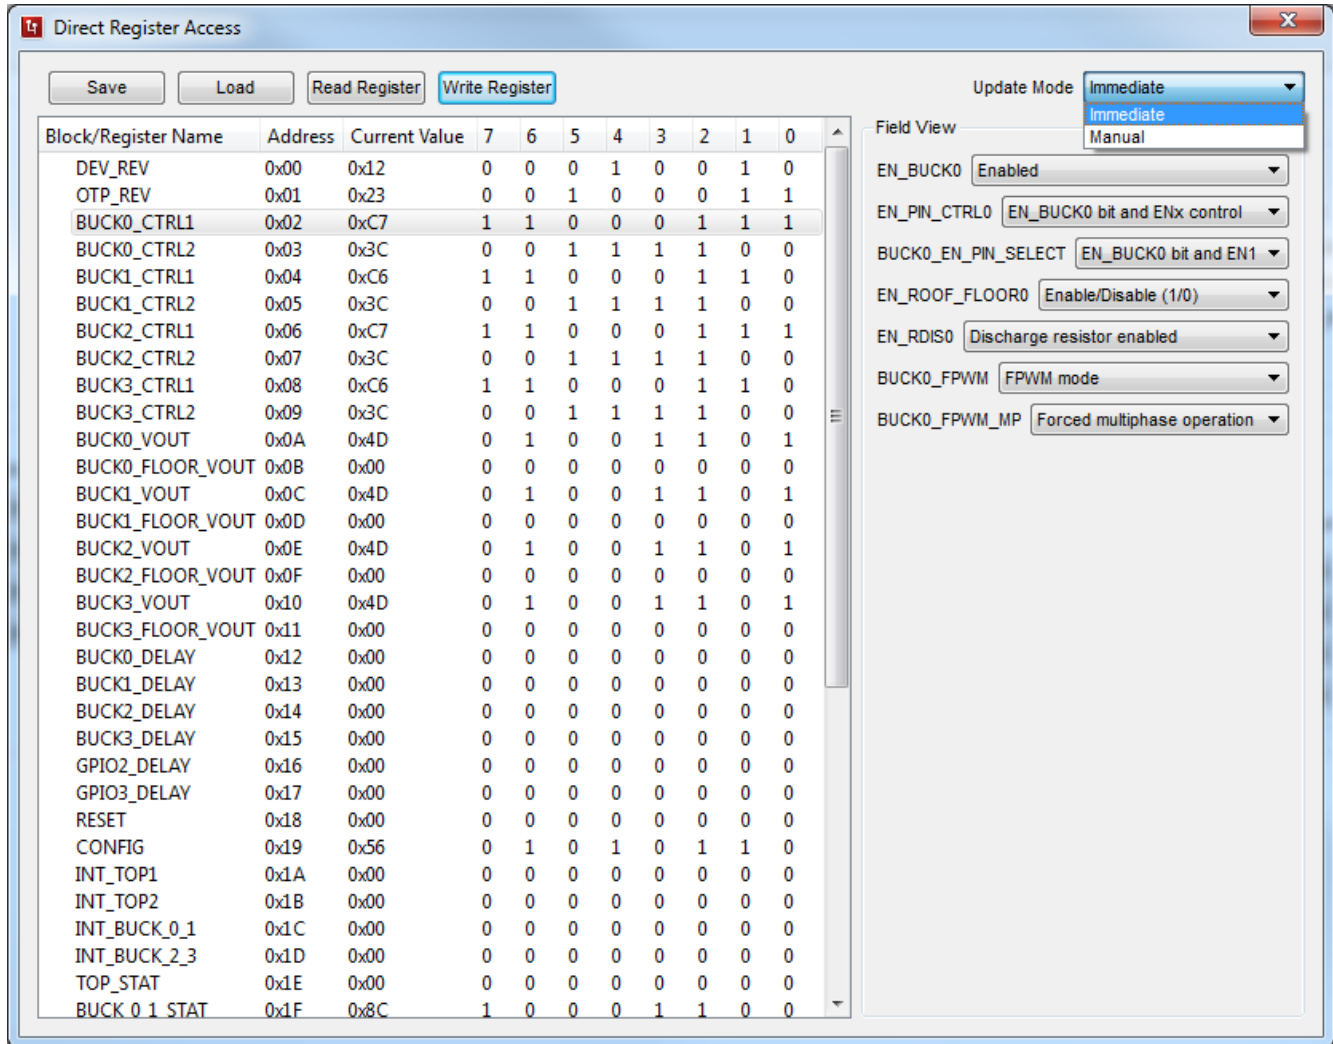 Direct Register Access
Save Load Read Register Write Register Update Mode Immediate
Immediate
Manual
Block/Register Name Address Current Value 7 6 5 4 3 2 1 0
DEV_REV 0x00 0x12 0 0 0 1 0 0 1 0
OTP_REV 0x01 0x23 0 0 1 0 0 0 1 1
BUCK0_CTRL1 0x02 0xC7 1 1 0 0 0 1 1 1
BUCK0_CTRL2 0x03 0x3C 0 0 1 1 1 1 0 0
BUCK1_CTRL1 0x04 0xC6 1 1 0 0 0 1 1 0
BUCK1_CTRL2 0x05 0x3C 0 0 1 1 1 1 0 0
BUCK2_CTRL1 0x06 0xC7 1 1 0 0 0 1 1 1
BUCK2_CTRL2 0x07 0x3C 0 0 1 1 1 1 0 0
BUCK3_CTRL1 0x08 0xC6 1 1 0 0 0 1 1 0
BUCK3_CTRL2 0x09 0x3C 0 0 1 1 1 1 0 0
BUCK0_VOUT 0x0A 0x4D 0 1 0 0 1 1 0 1
BUCK0_FLOOR_VOUT 0x0B 0x00 0 0 0 0 0 0 0 0
BUCK1_VOUT 0x0C 0x4D 0 1 0 0 1 1 0 1
BUCK1_FLOOR_VOUT 0x0D 0x00 0 0 0 0 0 0 0 0
BUCK2_VOUT 0x0E 0x4D 0 1 0 0 1 1 0 1
BUCK2_FLOOR_VOUT 0x0F 0x00 0 0 0 0 0 0 0 0
BUCK3_VOUT 0x10 0x4D 0 1 0 0 1 1 0 1
BUCK3_FLOOR_VOUT 0x11 0x00 0 0 0 0 0 0 0 0
BUCK0_DELAY 0x12 0x00 0 0 0 0 0 0 0 0
BUCK1_DELAY 0x13 0x00 0 0 0 0 0 0 0 0
BUCK2_DELAY 0x14 0x00 0 0 0 0 0 0 0 0
BUCK3_DELAY 0x15 0x00 0 0 0 0 0 0 0 0
GPIO2_DELAY 0x16 0x00 0 0 0 0 0 0 0 0
GPIO3_DELAY 0x17 0x00 0 0 0 0 0 0 0 0
RESET 0x18 0x00 0 0 0 0 0 0 0 0
CONFIG 0x19 0x56 0 1 0 1 0 1 1 0
INT_TOP1 0x1A 0x00 0 0 0 0 0 0 0 0
INT_TOP2 0x1B 0x00 0 0 0 0 0 0 0 0
INT_BUCK_0_1 0x1C 0x00 0 0 0 0 0 0 0 0
INT_BUCK_2_3 0x1D 0x00 0 0 0 0 0 0 0 0
TOP_STAT 0x1E 0x00 0 0 0 0 0 0 0 0
BUCK_0_1_STAT 0x1F 0x8C 1 0 0 0 1 1 0 0
Field View
EN_BUCK0 Enabled
EN_PIN_CTRL0 EN_BUCK0 bit and ENx control
BUCK0_EN_PIN_SELECT EN_BUCK0 bit and EN1
EN_ROOF_FLOOR0 Enable/Disable (1/0)
EN_RDIS0 Discharge resistor enabled
BUCK0_FPWM FPWM mode
BUCK0_FPWM_MP Forced multiphase operation